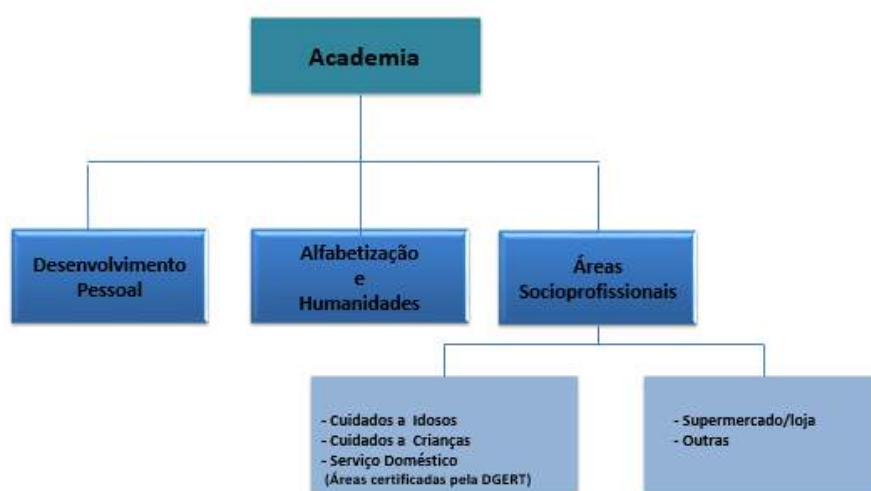 Academia
Desenvolvimento
Pessoal
Alfabetização
e
Humanidades
Áreas
Socioprofissionais
- Cuidados a Idosos
- Cuidados a Crianças
- Serviço Doméstico
(Áreas certificadas pela DGERT)
- Supermercado/loja
- Outras